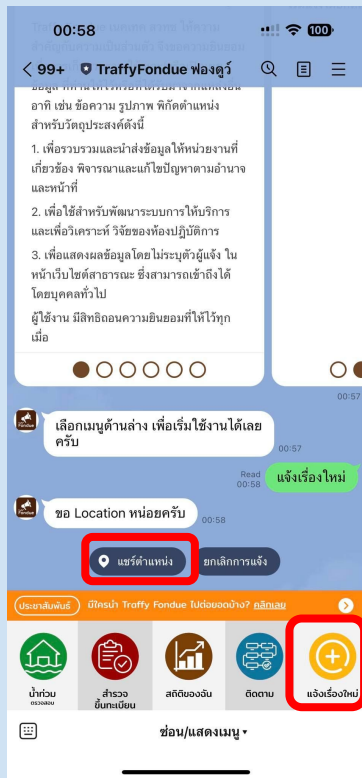 00:58
100
99+ TraffyFondue ฟองดูว์
อาทิ เช่น ข้อความ รูปภาพ พิกัดตำแหน่ง
สำหรับวัตถุประสงค์ดังนี้
1. เพื่อรวบรวมและนำส่งข้อมูลให้หน่วยงานที่
เกี่ยวข้อง พิจารณาและแก้ไขปัญหาตามอำนาจ
และหน้าที่
2. เพื่อใช้สำหรับพัฒนาระบบการให้บริการ
และเพื่อวิเคราะห์ วิจัยของห้องปฏิบัติการ
3. เพื่อแสดงผลข้อมูลโดยไม่ระบุตัวผู้แจ้ง ใน
หน้าเว็บไซต์สาธารณะ ซึ่งสามารถเข้าถึงได้
โดยบุคคลทั่วไป
ผู้ใช้งาน มีสิทธิถอนความยินยอมที่ให้ไว้ทุก
เมื่อ
00:57
เลือกเมนูด้านล่าง เพื่อเริ่มใช้งานได้เลย
ครับ
00:57
Read
00:58
แจ้งเรื่องใหม่
ขอ Location หน่อยครับ
00:58
แชร์ตำแหน่ง
ยกเลิกการแจ้ง
ประชาสัมพันธ์ มีใครนำ Traffy Fondue ไปต่อยอดบ้าง? คลิกเลย
น้ำท่วม
ตรวจสอบ
สำรวจ
ขึ้นทะเบียน
สถิติของฉัน
ติดตาม
แจ้งเรื่องใหม่
ซ่อน/แสดงเมนู